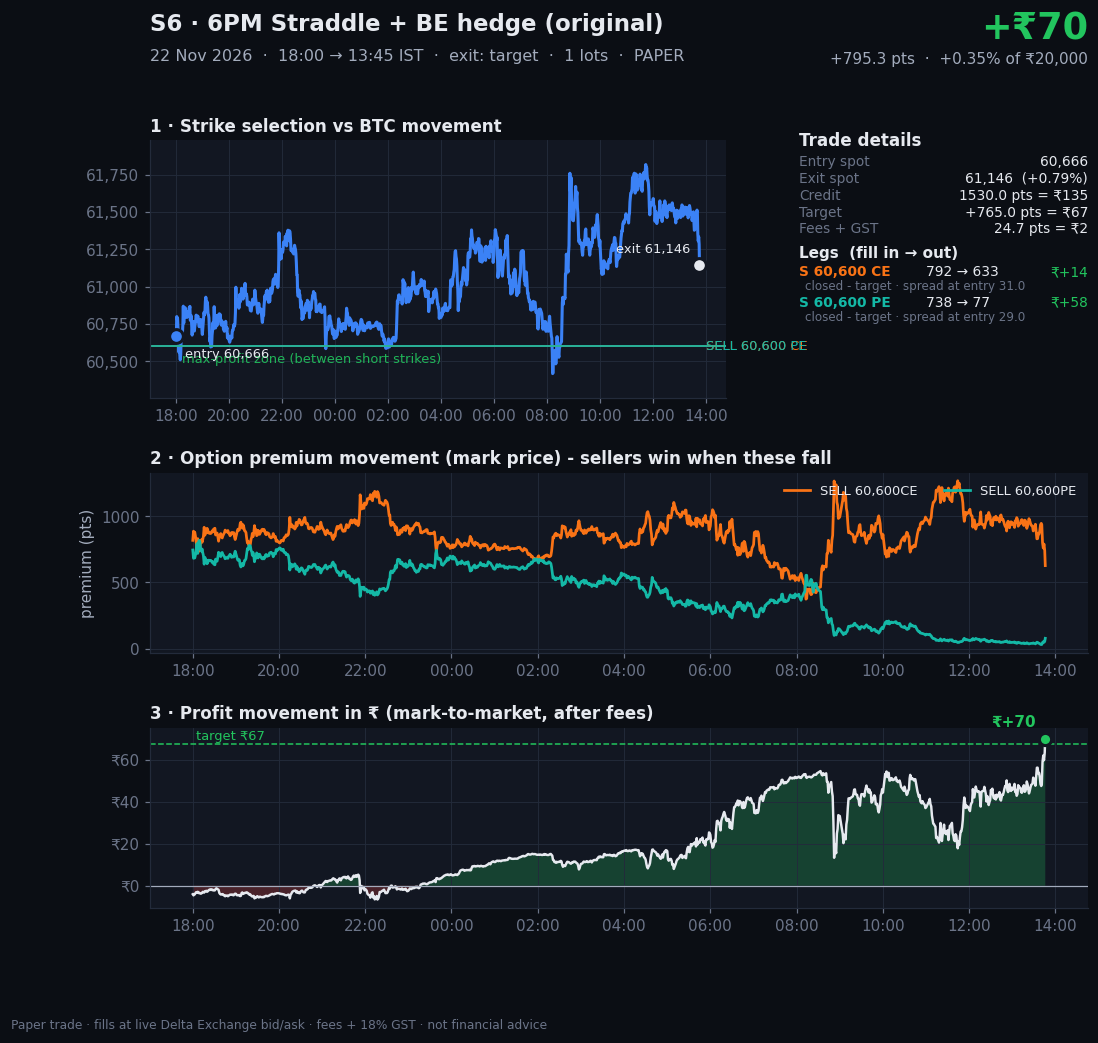 S6 · 6PM Straddle + BE hedge (original)
+₹70
22 Nov 2026 · 18:00 → 13:45 IST · exit: target · 1 lots · PAPER
+795.3 pts · +0.35% of ₹20,000
1 · Strike selection vs BTC movement
61,750
61,500
61,250
61,000
60,750
60,500
exit 61,146
entry 60,666
max profit zone (between short strikes)
SELL 60,600 PE
18:00 20:00 22:00 00:00 02:00 04:00 06:00 08:00 10:00 12:00 14:00
Trade details
Entry spot 60,666
Exit spot 61,146 (+0.79%)
Credit 1530.0 pts = ₹135
Target +765.0 pts = ₹67
Fees + GST 24.7 pts = ₹2
Legs (fill in → out)
S 60,600 CE 792 → 633 ₹+14
closed - target · spread at entry 31.0
S 60,600 PE 738 → 77 ₹+58
closed - target · spread at entry 29.0
2 · Option premium movement (mark price) - sellers win when these fall
SELL 60,600CE SELL 60,600PE
premium (pts)
1000
500
0
18:00 20:00 22:00 00:00 02:00 04:00 06:00 08:00 10:00 12:00 14:00
3 · Profit movement in ₹ (mark-to-market, after fees)
₹+70
target ₹67
₹60
₹40
₹20
₹0
18:00 20:00 22:00 00:00 02:00 04:00 06:00 08:00 10:00 12:00 14:00
Paper trade · fills at live Delta Exchange bid/ask · fees + 18% GST · not financial advice